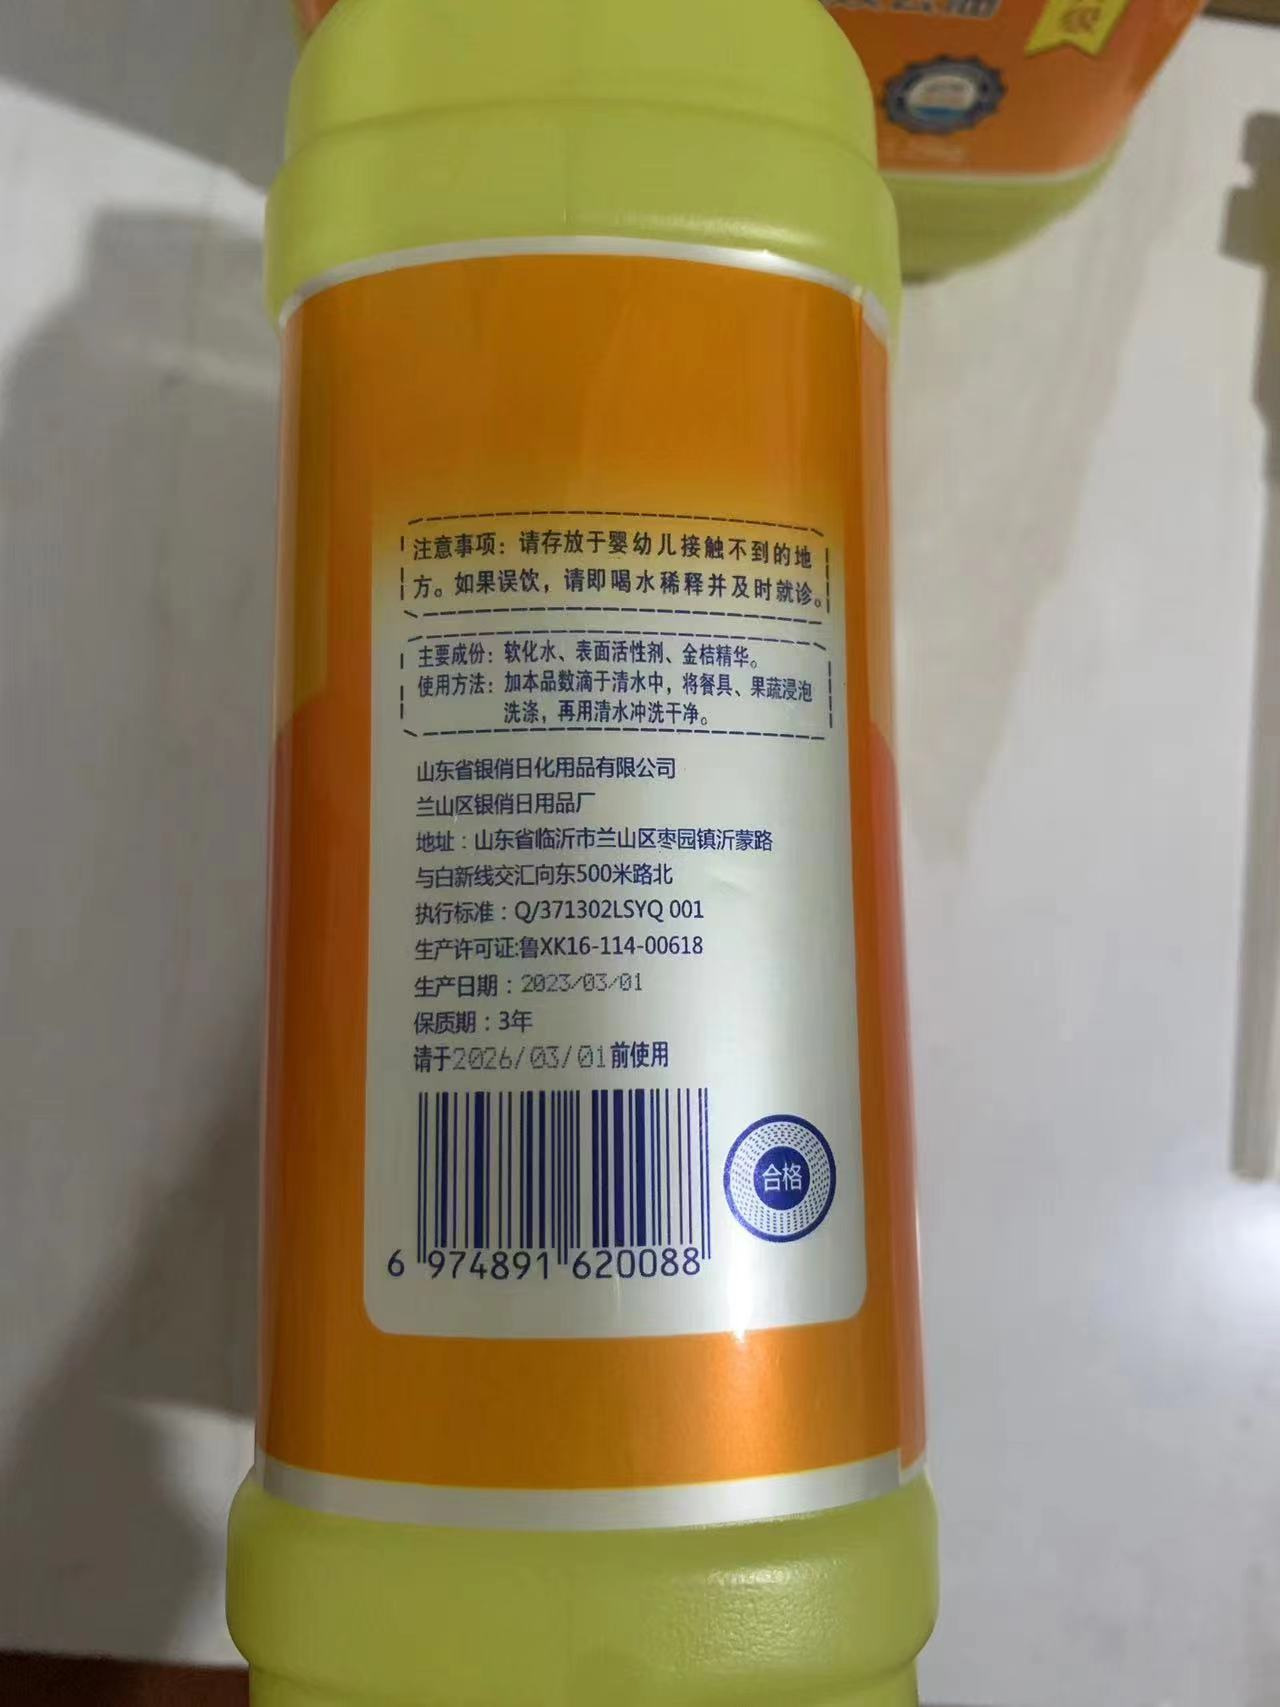 去油
级
注意事项：请存放于婴幼儿接触不到的地
方。如果误饮，请即喝水稀释并及时就诊。
主要成份：软化水、表面活性剂、金桔精华。
使用方法：加本品数滴于清水中，将餐具、果蔬浸泡
洗涤，再用清水冲洗干净。
山东省银俏日化用品有限公司
兰山区银俏日用品厂
地址：山东省临沂市兰山区枣园镇沂蒙路
与白新线交汇向东500米路北
执行标准：Q/371302LSYQ 001
生产许可证:鲁XK16-114-00618
生产日期：2023/03/01
保质期：3年
请于2026/03/01前使用
合格
6 974891 620088